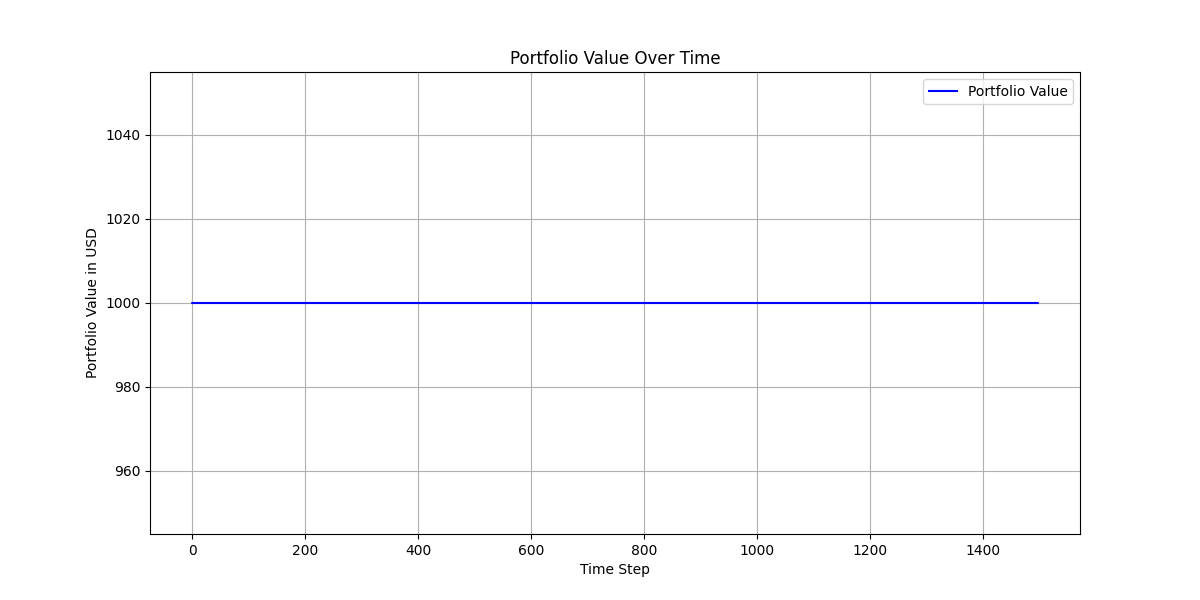 Portfolio Value Over Time
Portfolio Value
Portfolio Value in USD
1040
1020
1000
980
960
0 200 400 600 800 1000 1200 1400
Time Step